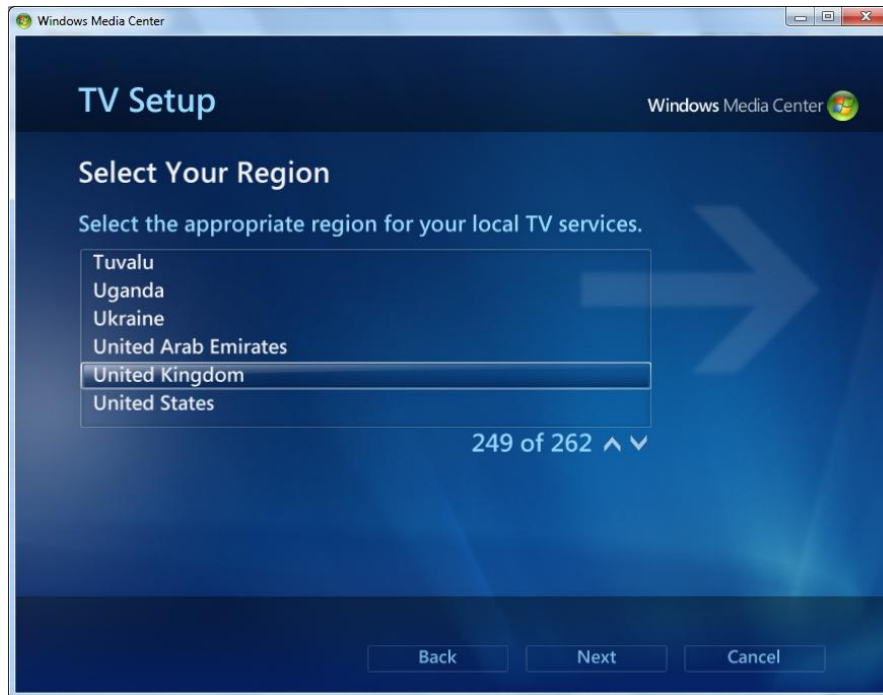 Windows Media Center
TV Setup
Windows Media Center
Select Your Region
Select the appropriate region for your local TV services.
Tuvalu
Uganda
Ukraine
United Arab Emirates
United Kingdom
United States
249 of 262
Back Next Cancel